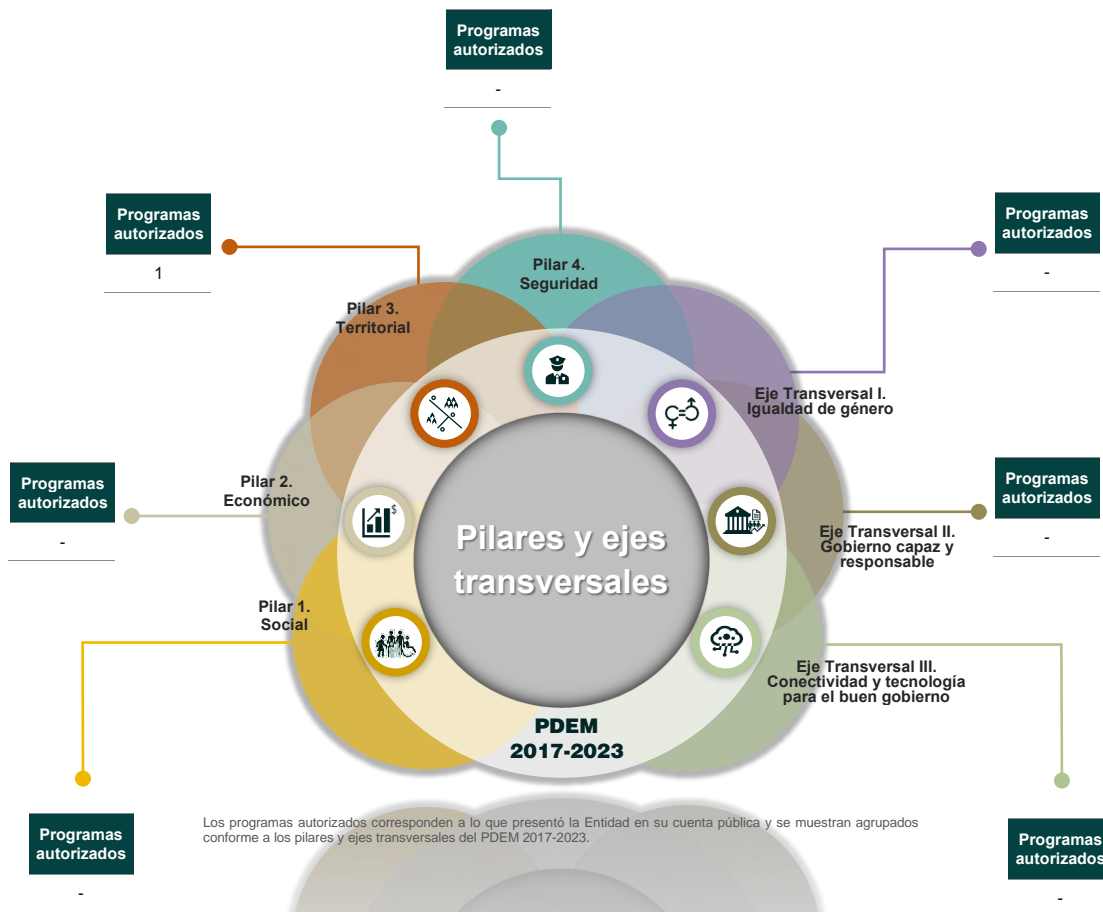 Programas
autorizados
-
Programas
autorizados
1
Programas
autorizados
-
Pilar 4.
Seguridad
Pilar 3.
Territorial
Eje Transversal I.
Igualdad de género
Programas
autorizados
-
Pilar 2.
Económico
$
Programas
autorizados
-
Eje Transversal II.
Gobierno capaz y
responsable
Pilares y ejes
transversales
Pilar 1.
Social
Eje Transversal III.
Conectividad y tecnología
para el buen gobierno
PDEM
2017-2023
Programas
autorizados
-
Los programas autorizados corresponden a lo que presentó la Entidad en su cuenta pública y se muestran agrupados
conforme a los pilares y ejes transversales del PDEM 2017-2023.
Programas
autorizados
-